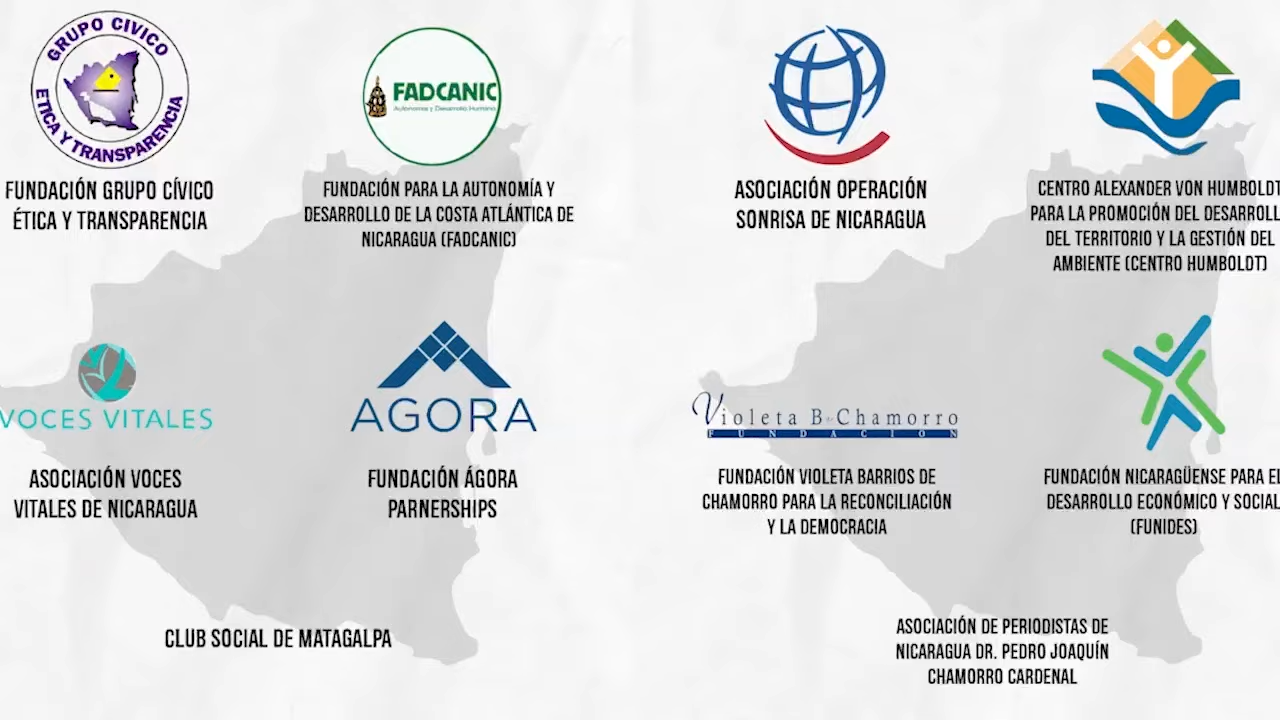 GRUPO CIVICO
ETICA Y TRANSPARENCIA
FUNDACIÓN GRUPO CÍVICO
ÉTICA Y TRANSPARENCIA
FADCANIC
Autonomía y Desarrollo Humano
FUNDACIÓN PARA LA AUTONOMÍA Y
DESARROLLO DE LA COSTA ATLÁNTICA DE
NICARAGUA (FADCANIC)
ASOCIACIÓN OPERACIÓN
SONRISA DE NICARAGUA
CENTRO ALEXANDER VON HUMBOLDT
PARA LA PROMOCIÓN DEL DESARROLL
DEL TERRITORIO Y LA GESTIÓN DEL
AMBIENTE (CENTRO HUMBOLDT)
VOCES VITALES
ASOCIACIÓN VOCES
VITALES DE NICARAGUA
AGORA
FUNDACIÓN ÁGORA
PARNERSHIPS
Violeta B. de Chamorro
FUNDACION
FUNDACIÓN VIOLETA BARRIOS DE
CHAMORRO PARA LA RECONCILIACIÓN
Y LA DEMOCRACIA
FUNDACIÓN NICARAGÜENSE PARA EL
DESARROLLO ECONÓMICO Y SOCIAL
(FUNIDES)
CLUB SOCIAL DE MATAGALPA
ASOCIACIÓN DE PERIODISTAS DE
NICARAGUA DR. PEDRO JOAQUÍN
CHAMORRO CARDENAL